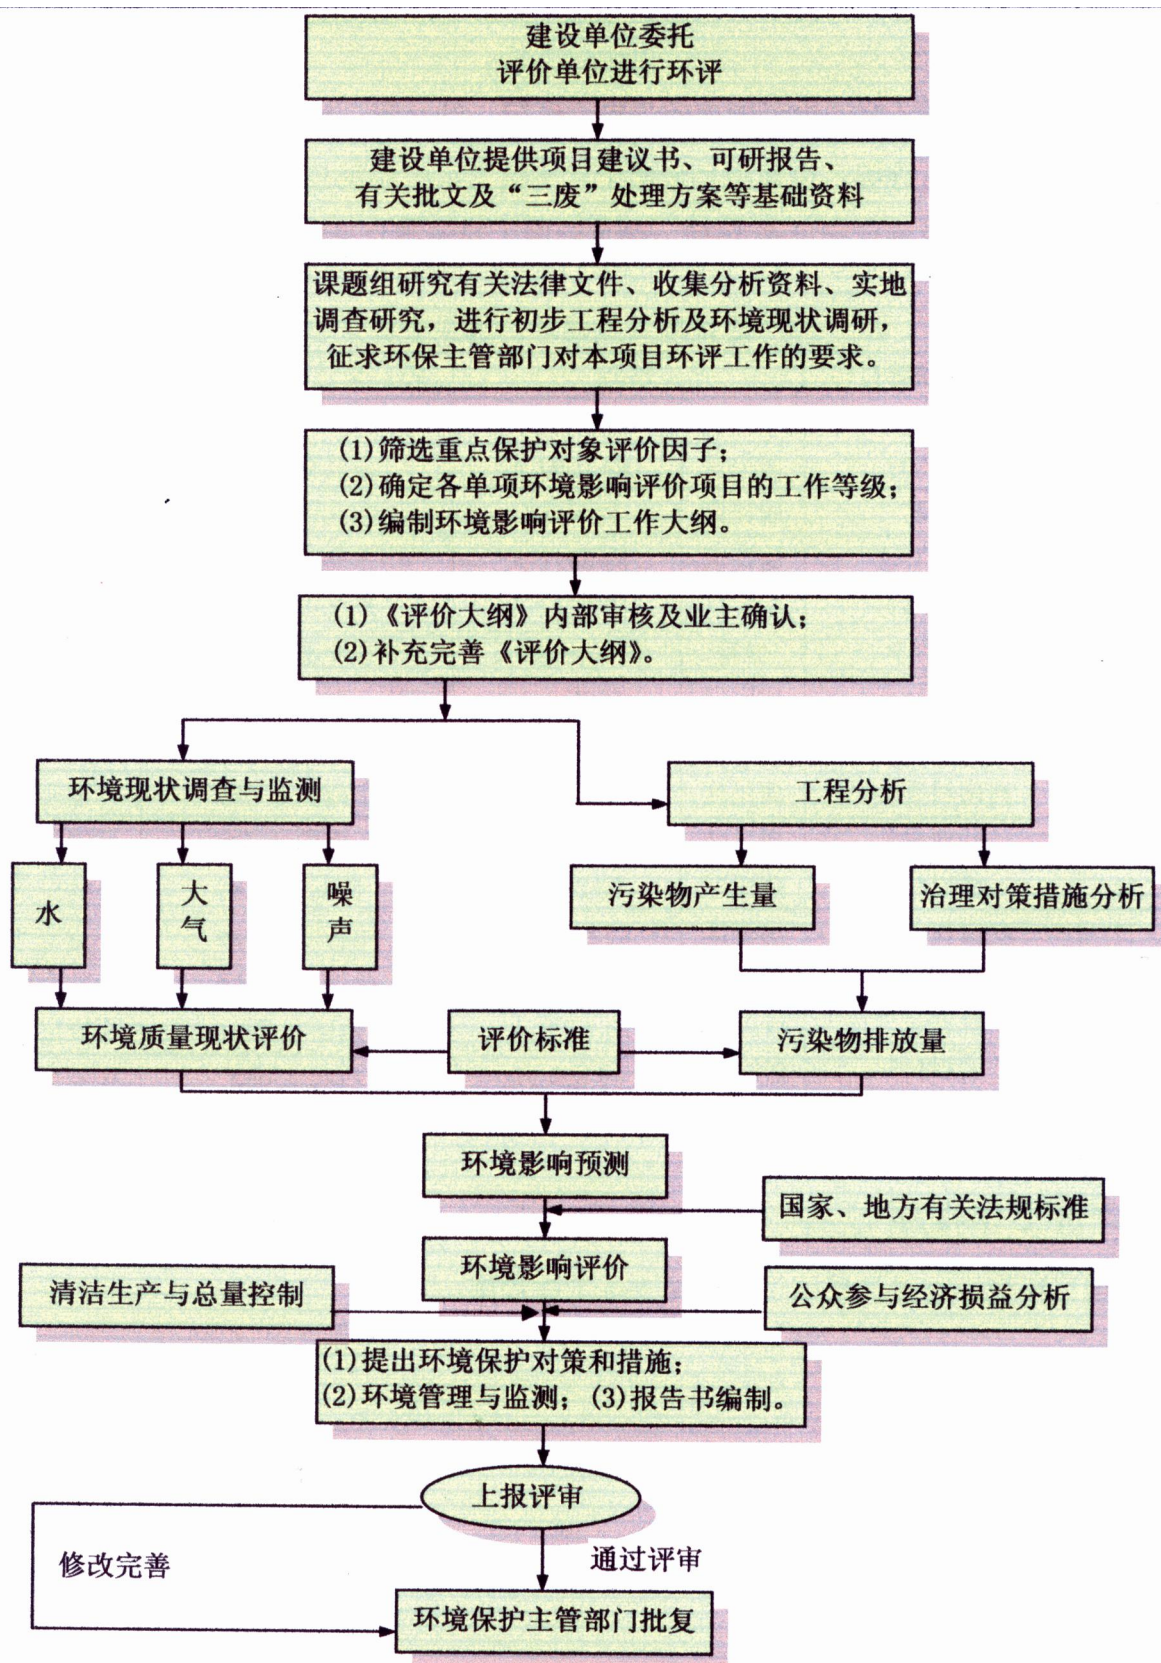 建设单位委托
评价单位进行环评
建设单位提供项目建议书、可研报告、
有关批文及“三废”处理方案等基础资料
课题组研究有关法律文件、收集分析资料、实地
调查研究，进行初步工程分析及环境现状调研，
征求环保主管部门对本项目环评工作的要求。
(1)筛选重点保护对象评价因子；
(2)确定各单项环境影响评价项目的工作等级；
(3)编制环境影响评价工作大纲。
(1)《评价大纲》内部审核及业主确认；
(2)补充完善《评价大纲》。
环境现状调查与监测
工程分析
水
大
气
噪
声
污染物产生量
治理对策措施分析
环境质量现状评价
评价标准
污染物排放量
环境影响预测
国家、地方有关法规标准
环境影响评价
清洁生产与总量控制
公众参与经济损益分析
(1)提出环境保护对策和措施；
(2)环境管理与监测；(3)报告书编制。
上报评审
修改完善
通过评审
环境保护主管部门批复